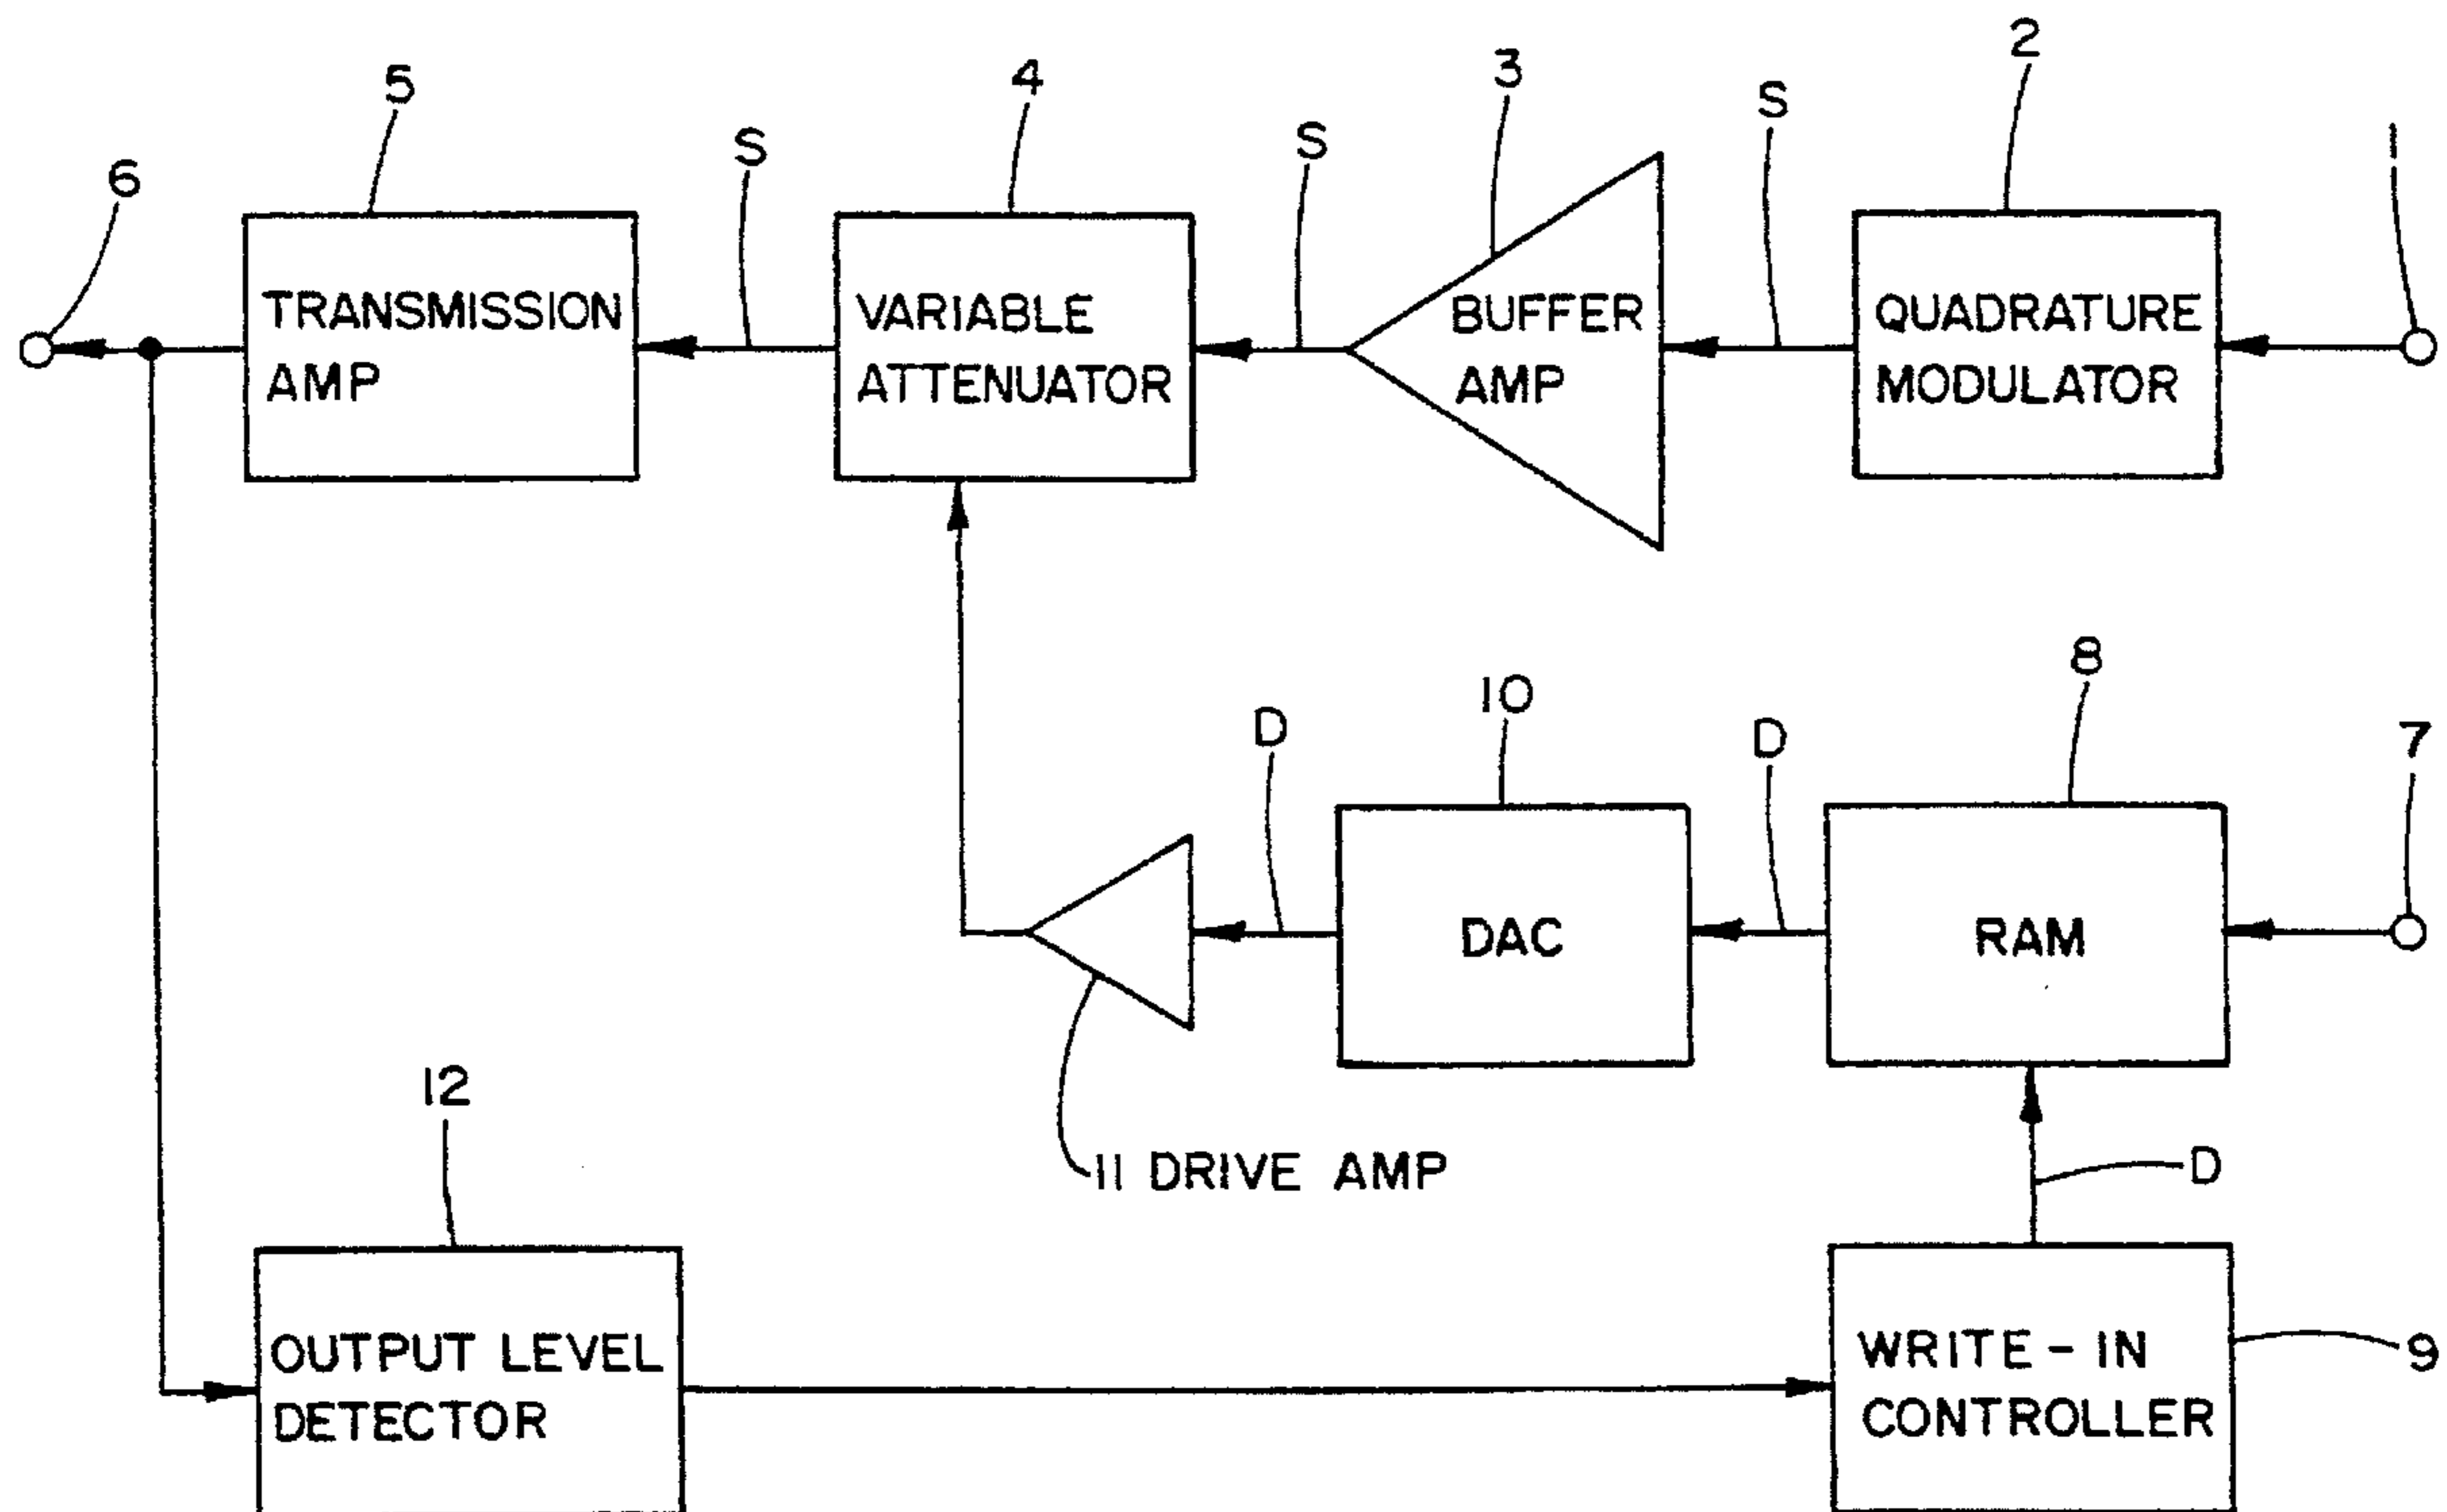 2
3
4
5
1
S
S
S
6
TRANSMISSION
AMP
VARIABLE
ATTENUATOR
BUFFER
AMP
QUADRATURE
MODULATOR
8
10
7
D
D
DAC
RAM
12
11 DRIVE AMP
D
OUTPUT LEVEL
DETECTOR
WRITE-IN
CONTROLLER
9